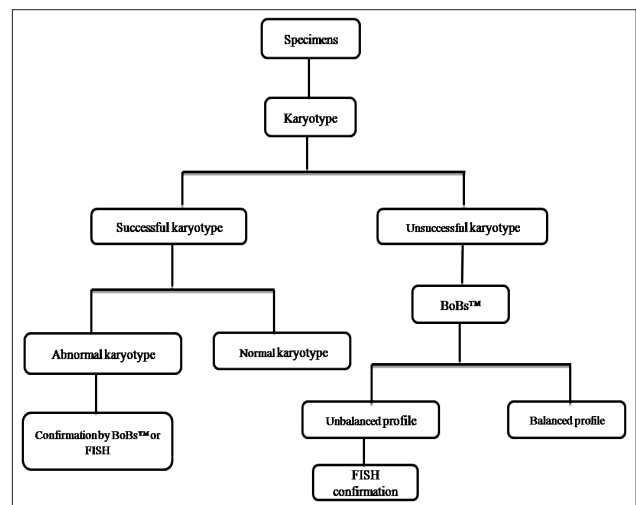 Specimens
Karyotype
Successful karyotype
Unsuccessful karyotype
BoBs™
Abnormal karyotype
Normal karyotype
Confirmation by BoBs™ or
FISH
Unbalanced profile
Balanced profile
FISH
confirmation